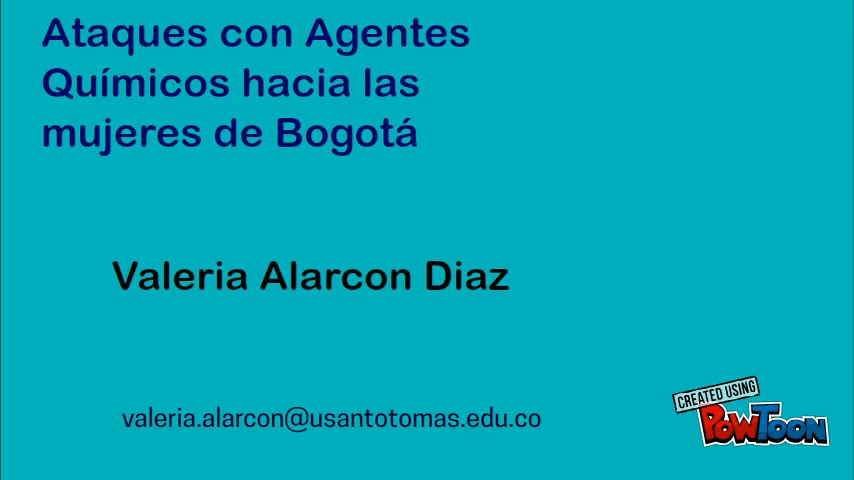 Ataques con Agentes
Químicos hacia las
mujeres de Bogotá
Valeria Alarcon Diaz
valeria.alarcon@usantotomas.edu.co
CREATED USING
POWTOON